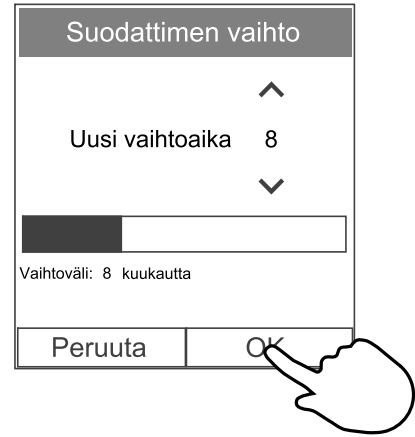 Suodattimen vaihto
Uusi vaihtoaika 8
Vaihtoväli: 8 kuukautta
Peruuta OK